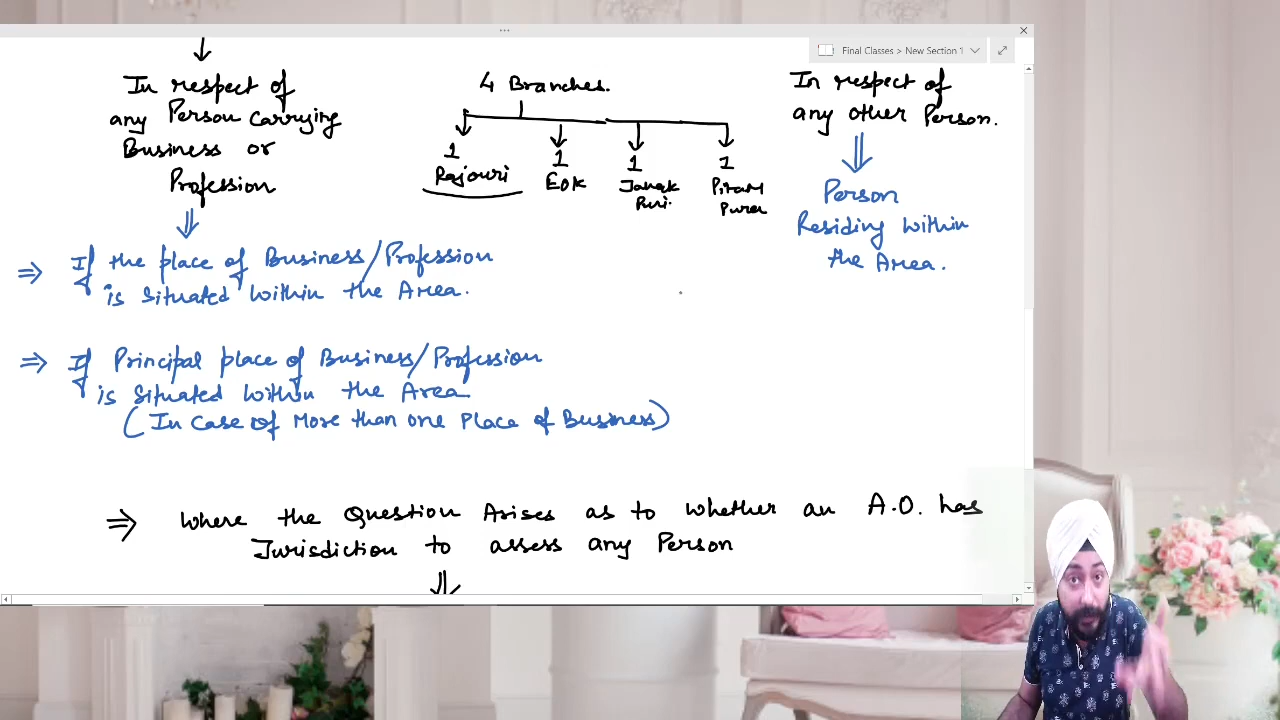 Final Classes > New Section 1
In respect of
any Person Carrying
Business or
Profession
4 Branches.
1 1 1 1
Rajouri EOK Janak Pitam
Puri. Pura
In respect of
any other Person.
Person
Residing within
the Area.
⇒ If the place of Business/Profession
is situated within the Area.
⇒ If Principal place of Business/Profession
is situated within the Area
(In Case of More than one Place of Business)
⇒ Where the Question Arises as to whether an A.O. has
Jurisdiction to assess any Person